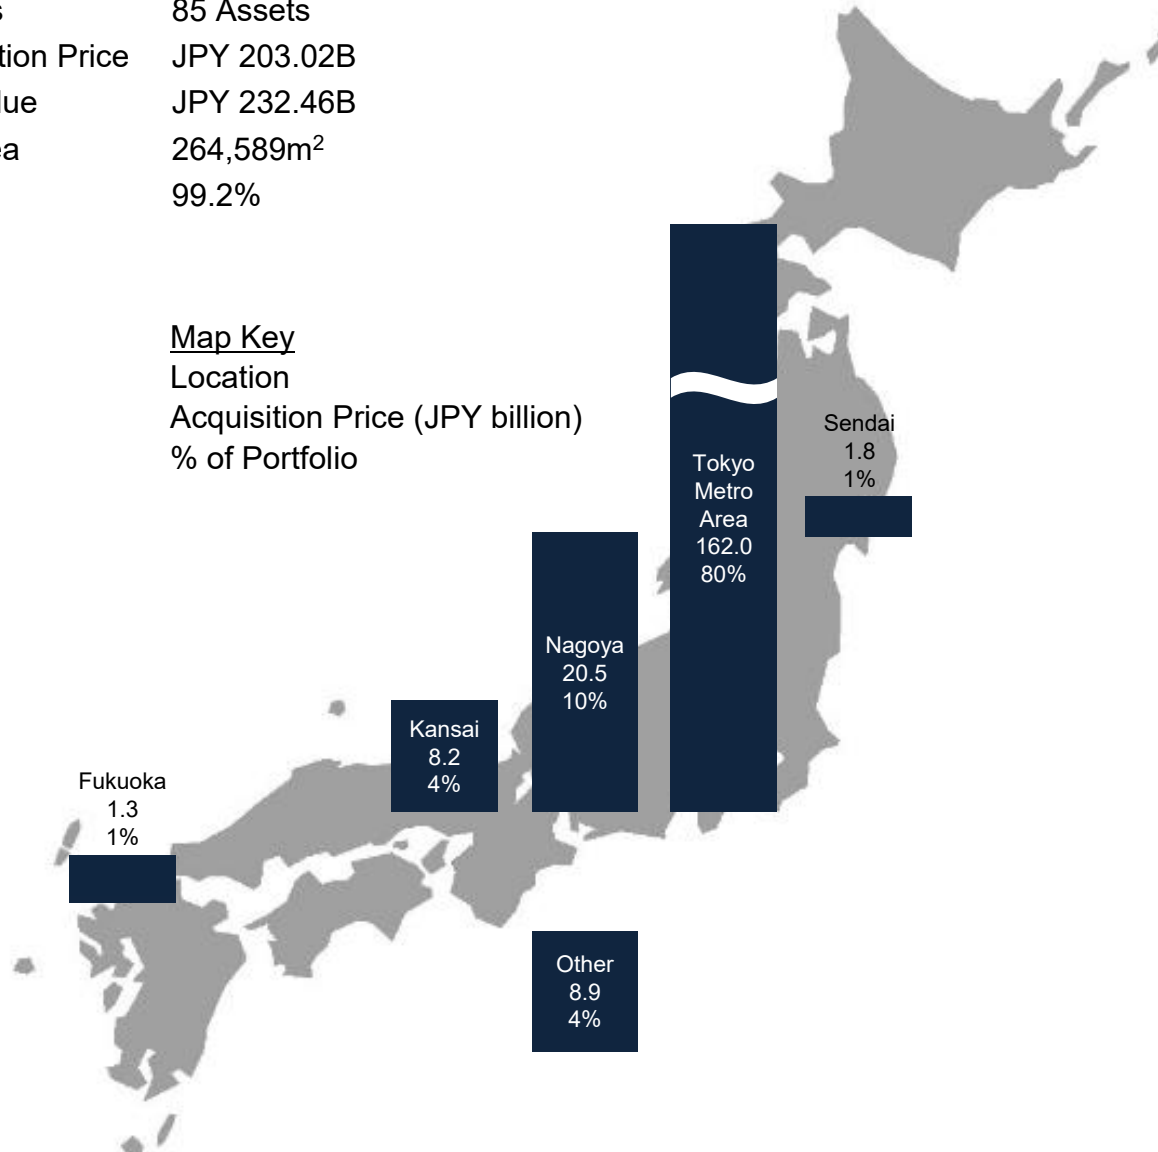 s 85 Assets
tion Price JPY 203.02B
lue JPY 232.46B
ea 264,589m²
99.2%
Map Key
Location
Acquisition Price (JPY billion)
% of Portfolio
Sendai
1.8
1%
Tokyo
Metro
Area
162.0
80%
Nagoya
20.5
10%
Kansai
8.2
4%
Fukuoka
1.3
1%
Other
8.9
4%